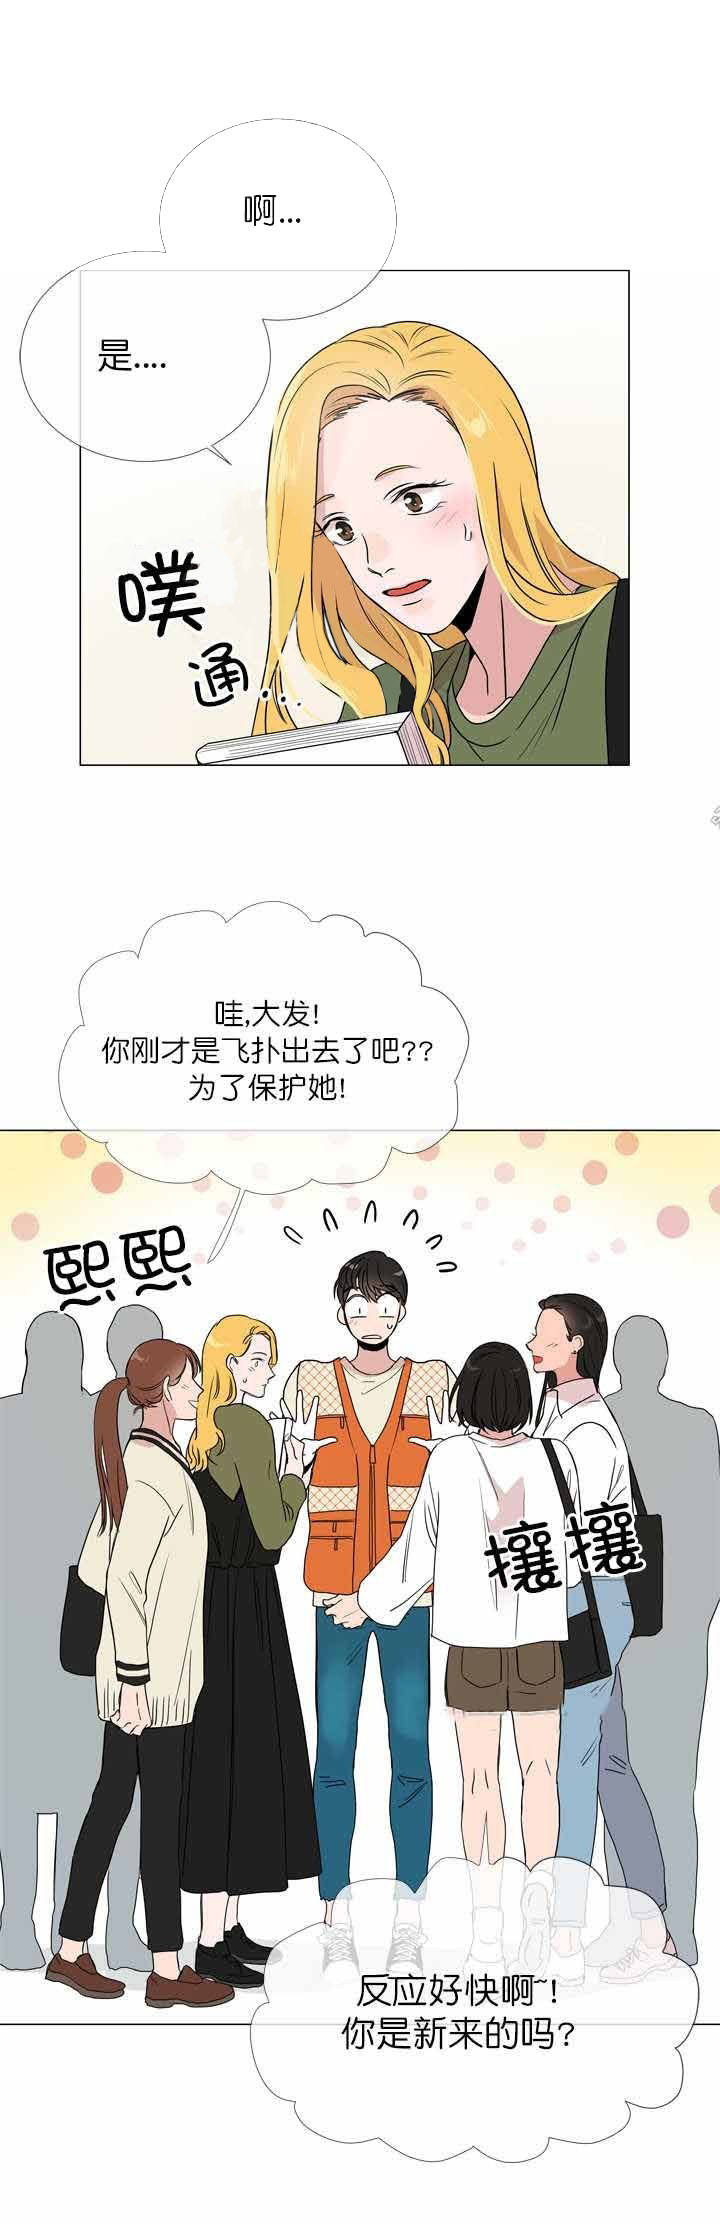 啊...
是....
噗
通...
哇,大发!
你刚才是飞扑出去了吧??
为了保护她!
熙熙
攘攘
反应好快啊~!
你是新来的吗?